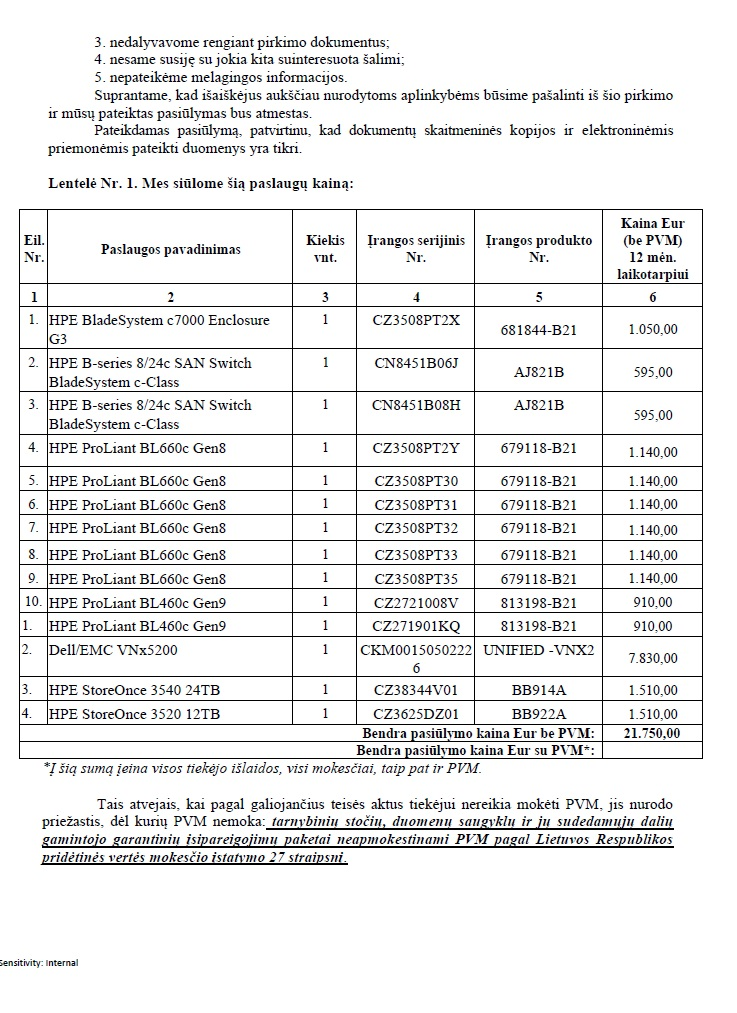 3. nedalyvavome rengiant pirkimo dokumentus;
4. nesame susiję su jokia kita suinteresuota šalimi;
5. nepateikėme melagingos informacijos.
Suprantame, kad išaiškėjus aukščiau nurodytoms aplinkybėms būsime pašalinti iš šio pirkimo
ir mūsų pateiktas pasiūlymas bus atmestas.
Pateikdamas pasiūlymą, patvirtinu, kad dokumentų skaitmeninės kopijos ir elektroninėmis
priemonėmis pateikti duomenys yra tikri.
Lentelė Nr. 1. Mes siūlome šią paslaugų kainą:
Eil. Nr. Paslaugos pavadinimas Kiekis vnt. Įrangos serijinis Nr. Įrangos produkto Nr. Kaina Eur (be PVM) 12 mėn. laikotarpiui
1 2 3 4 5 6
1. HPE BladeSystem c7000 Enclosure G3 1 CZ3508PT2X 681844-B21 1.050,00
2. HPE B-series 8/24c SAN Switch BladeSystem c-Class 1 CN8451B06J AJ821B 595,00
3. HPE B-series 8/24c SAN Switch BladeSystem c-Class 1 CN8451B08H AJ821B 595,00
4. HPE ProLiant BL660c Gen8 1 CZ3508PT2Y 679118-B21 1.140,00
5. HPE ProLiant BL660c Gen8 1 CZ3508PT30 679118-B21 1.140,00
6. HPE ProLiant BL660c Gen8 1 CZ3508PT31 679118-B21 1.140,00
7. HPE ProLiant BL660c Gen8 1 CZ3508PT32 679118-B21 1.140,00
8. HPE ProLiant BL660c Gen8 1 CZ3508PT33 679118-B21 1.140,00
9. HPE ProLiant BL660c Gen8 1 CZ3508PT35 679118-B21 1.140,00
10. HPE ProLiant BL460c Gen9 1 CZ2721008V 813198-B21 910,00
1. HPE ProLiant BL460c Gen9 1 CZ271901KQ 813198-B21 910,00
2. Dell/EMC VNx5200 1 CKM00150502226 UNIFIED -VNX2 7.830,00
3. HPE StoreOnce 3540 24TB 1 CZ38344V01 BB914A 1.510,00
4. HPE StoreOnce 3520 12TB 1 CZ3625DZ01 BB922A 1.510,00
Bendra pasiūlymo kaina Eur be PVM: 21.750,00
Bendra pasiūlymo kaina Eur su PVM*:
*Į šią sumą įeina visos tiekėjo išlaidos, visi mokesčiai, taip pat ir PVM.
Tais atvejais, kai pagal galiojančius teisės aktus tiekėjui nereikia mokėti PVM, jis nurodo
priežastis, dėl kurių PVM nemoka: tarnybinių stočių, duomenų saugyklų ir jų sudedamųjų dalių
gamintojo garantinių įsipareigojimų paketai neapmokestinami PVM pagal Lietuvos Respublikos
pridėtinės vertės mokesčio įstatymo 27 straipsnį.
Sensitivity: Internal